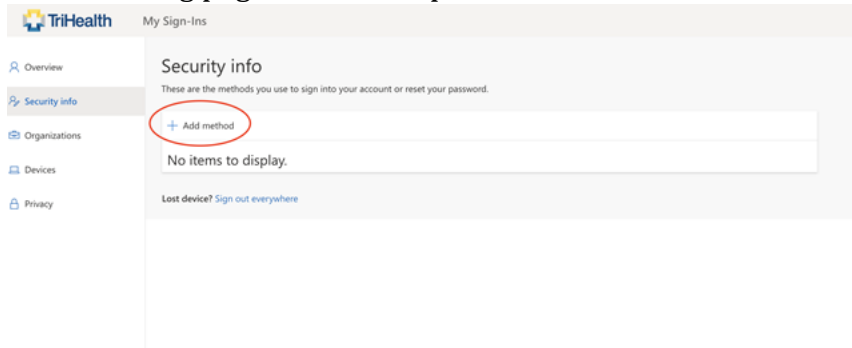 TriHealth My Sign-Ins
Overview
Security info
Organizations
Devices
Privacy
Security info
These are the methods you use to sign into your account or reset your password.
+ Add method
No items to display.
Lost device? Sign out everywhere